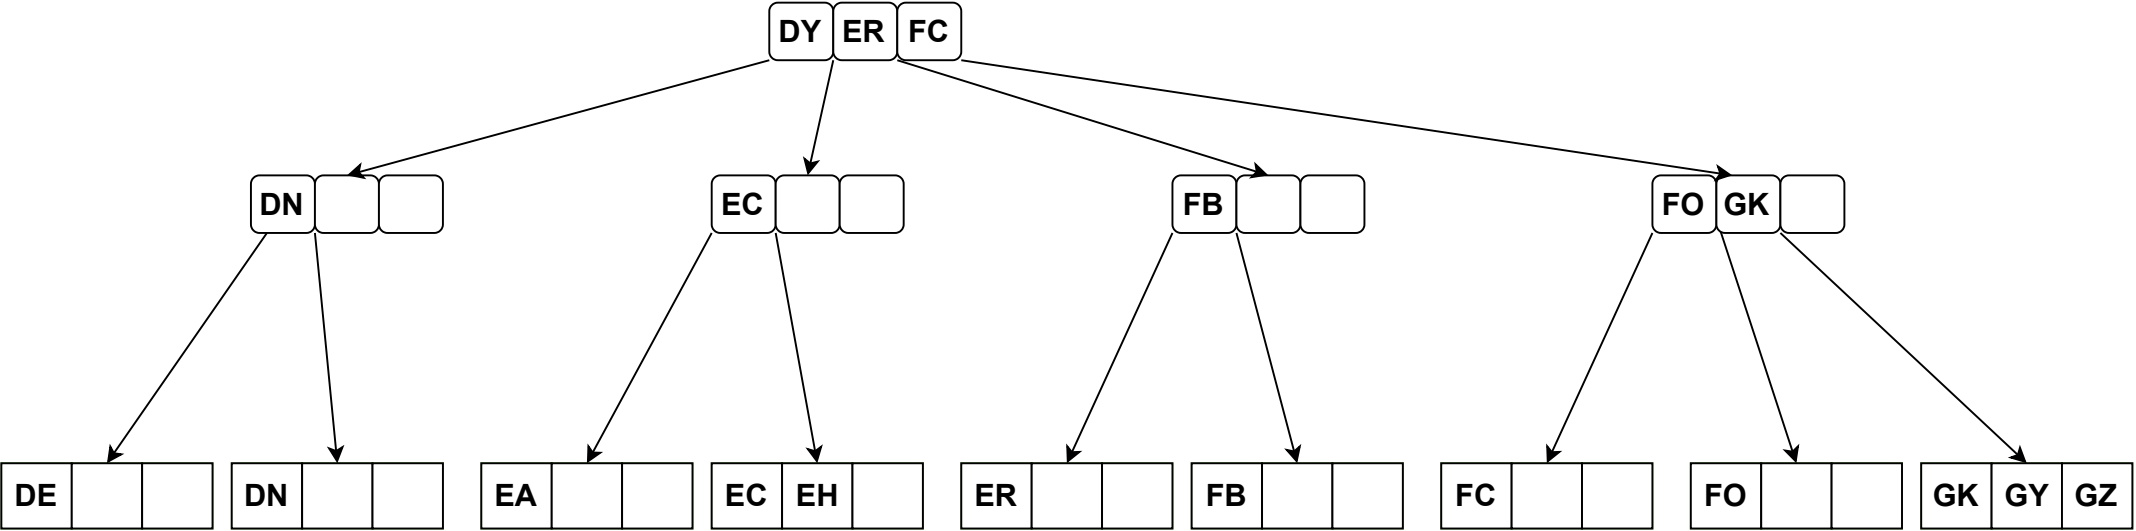 DY ER FC
DN EC FB FO GK
DE DN EA EC EH ER FB FC FO GK GY GZ